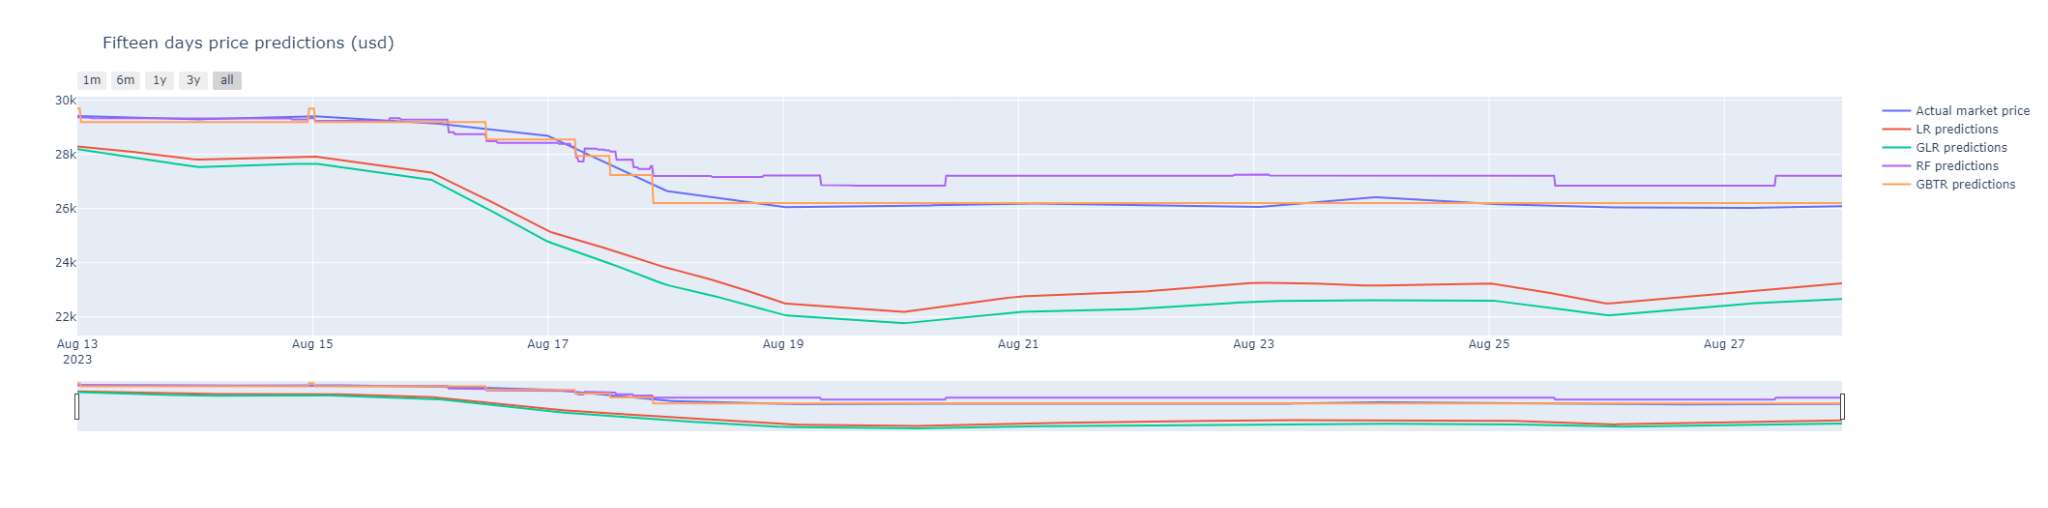 Fifteen days price predictions (usd)
1m 6m 1y 3y all
30k
28k
26k
24k
22k
Aug 13 Aug 15 Aug 17 Aug 19 Aug 21 Aug 23 Aug 25 Aug 27
2023
Actual market price
LR predictions
GLR predictions
RF predictions
GBTR predictions